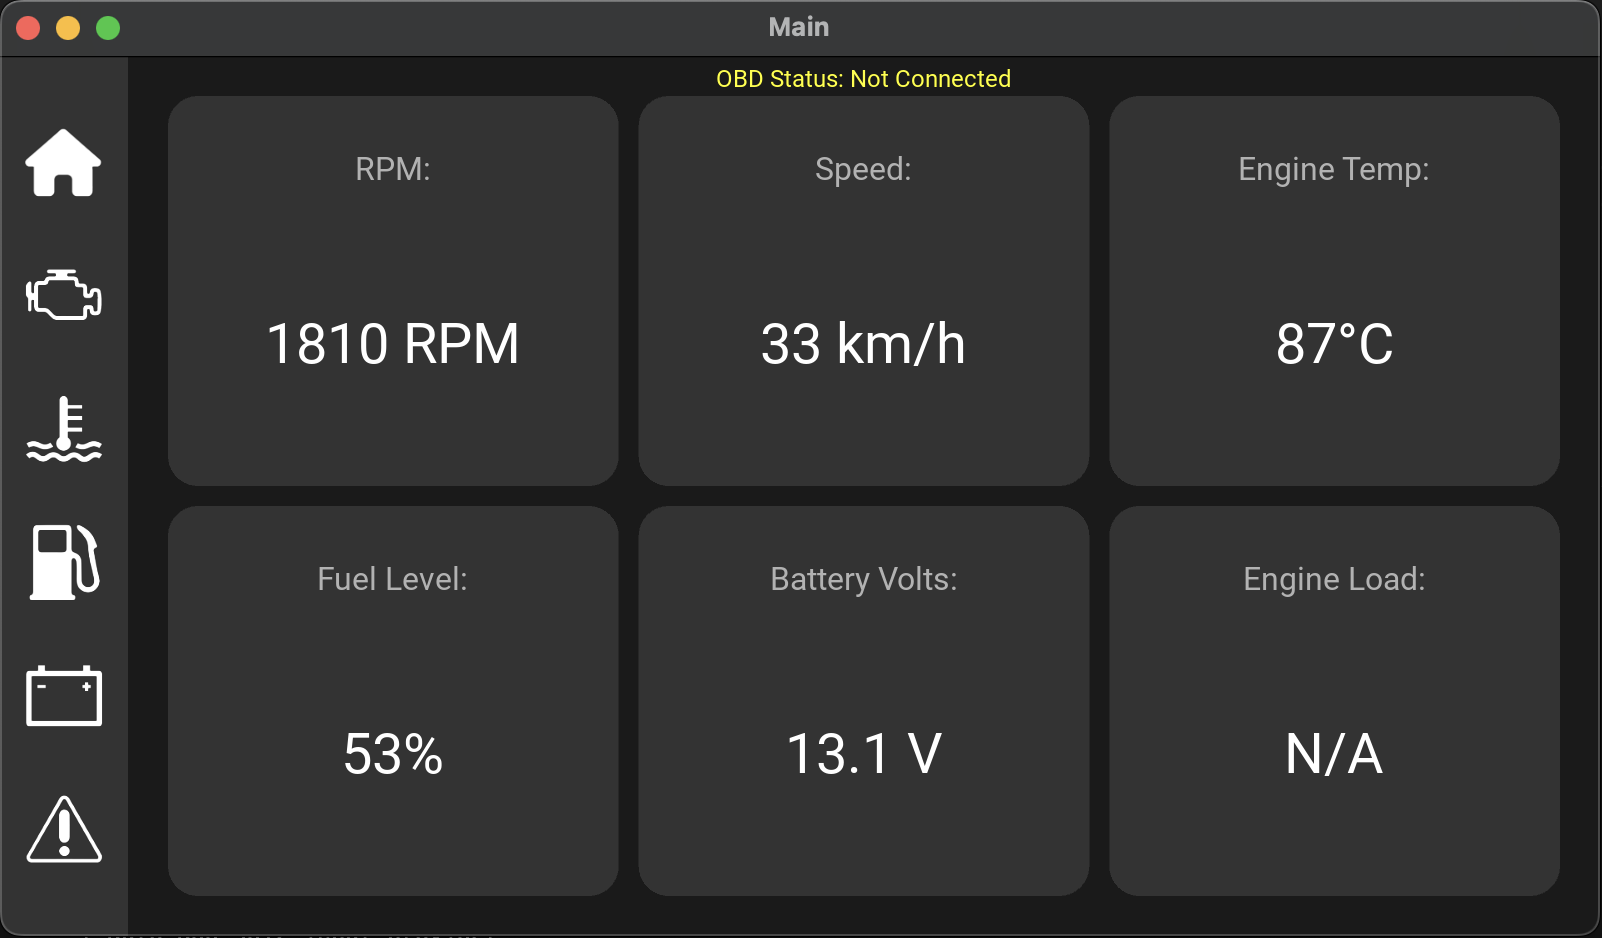 Main
OBD Status: Not Connected
RPM:
1810 RPM
Speed:
33 km/h
Engine Temp:
87°C
Fuel Level:
53%
Battery Volts:
13.1 V
Engine Load:
N/A